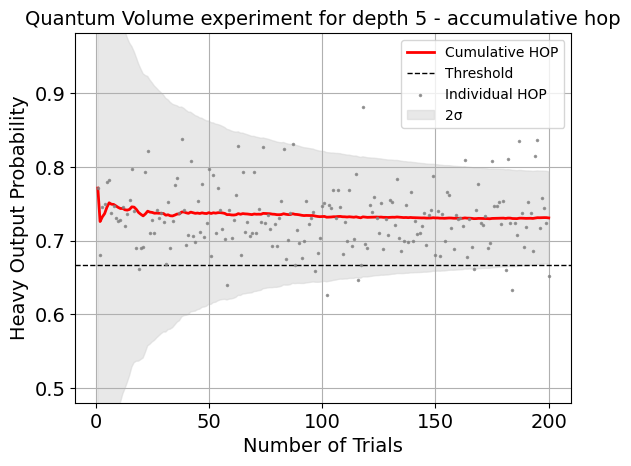 Quantum Volume experiment for depth 5 - accumulative hop
Cumulative HOP
Threshold
Individual HOP
2σ
Heavy Output Probability
0.9
0.8
0.7
0.6
0.5
0
50
100
150
200
Number of Trials